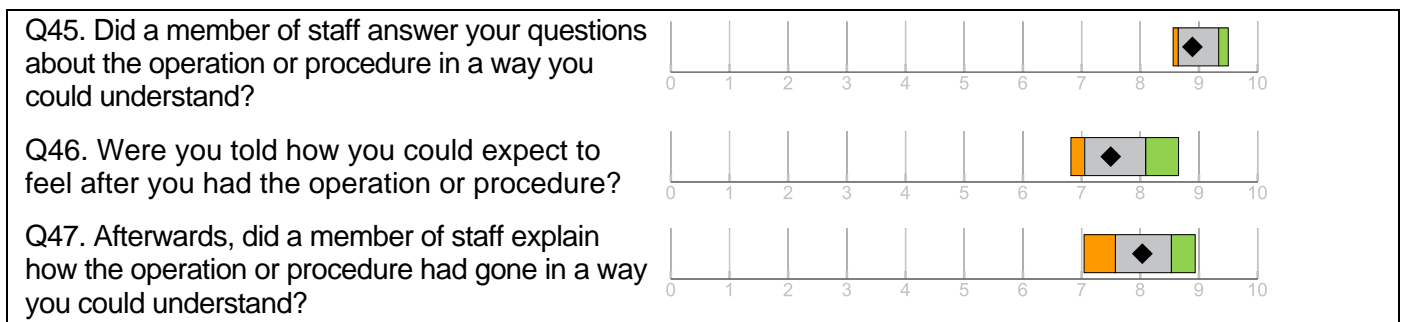 Q45. Did a member of staff answer your questions
about the operation or procedure in a way you
could understand?
0 1 2 3 4 5 6 7 8 9 10
Q46. Were you told how you could expect to
feel after you had the operation or procedure?
0 1 2 3 4 5 6 7 8 9 10
Q47. Afterwards, did a member of staff explain
how the operation or procedure had gone in a way
you could understand?
0 1 2 3 4 5 6 7 8 9 10